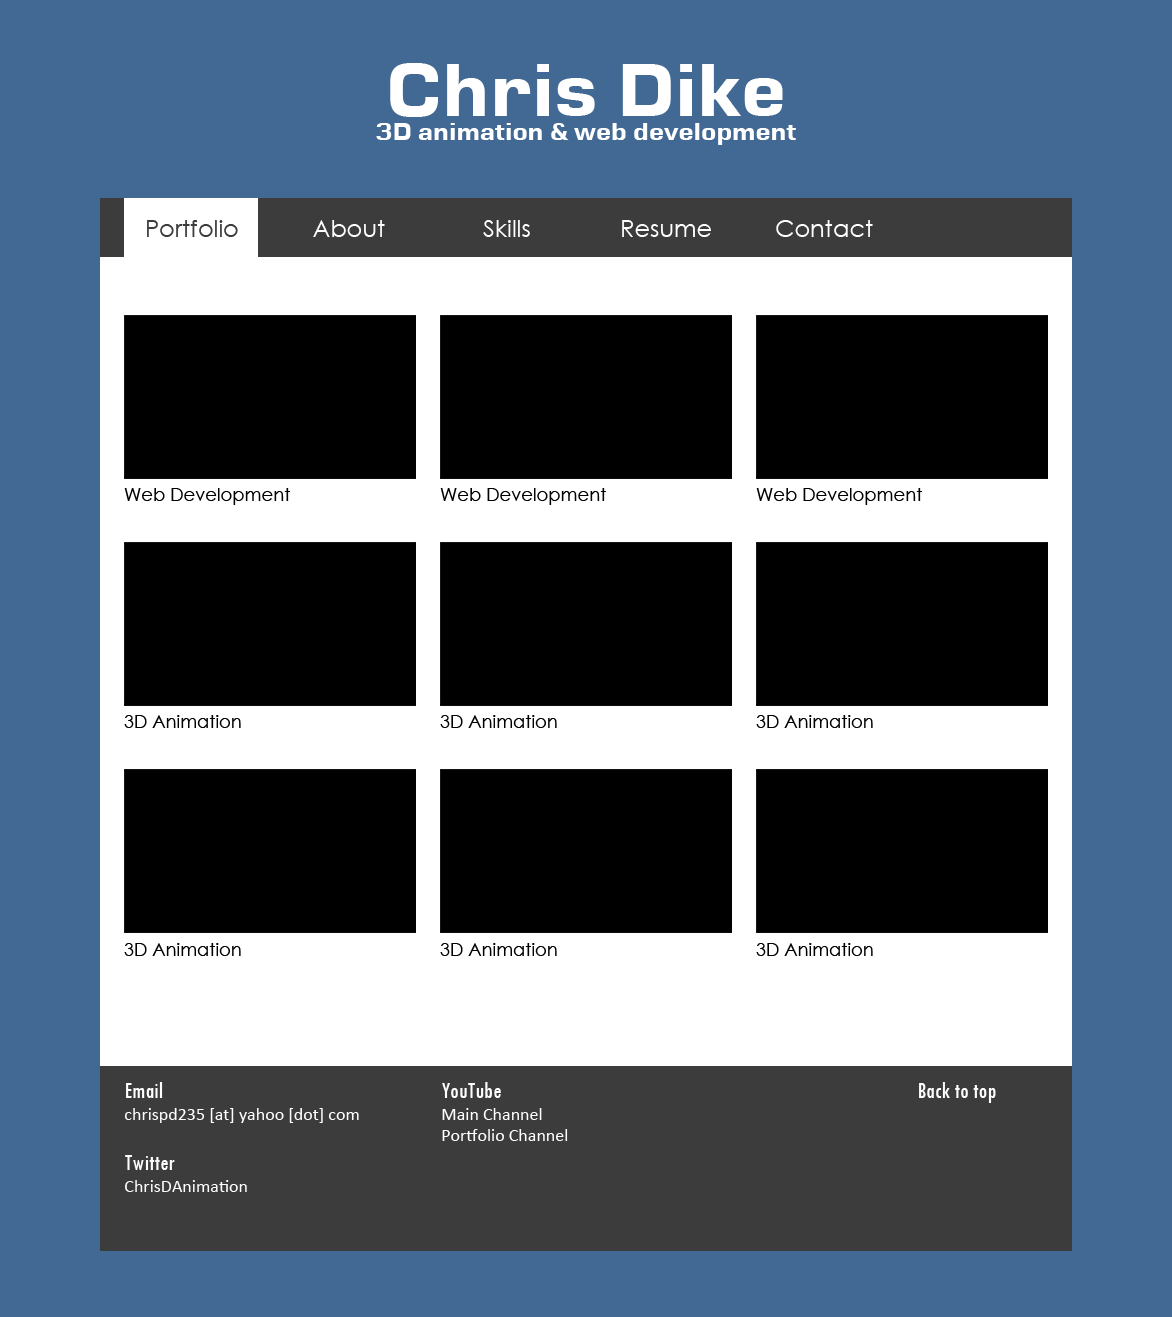 Chris Dike
3D animation & web development
Portfolio About Skills Resume Contact
Web Development Web Development Web Development
3D Animation 3D Animation 3D Animation
3D Animation 3D Animation 3D Animation
Email
chrispd235 [at] yahoo [dot] com
Twitter
ChrisDAnimation
YouTube
Main Channel
Portfolio Channel
Back to top